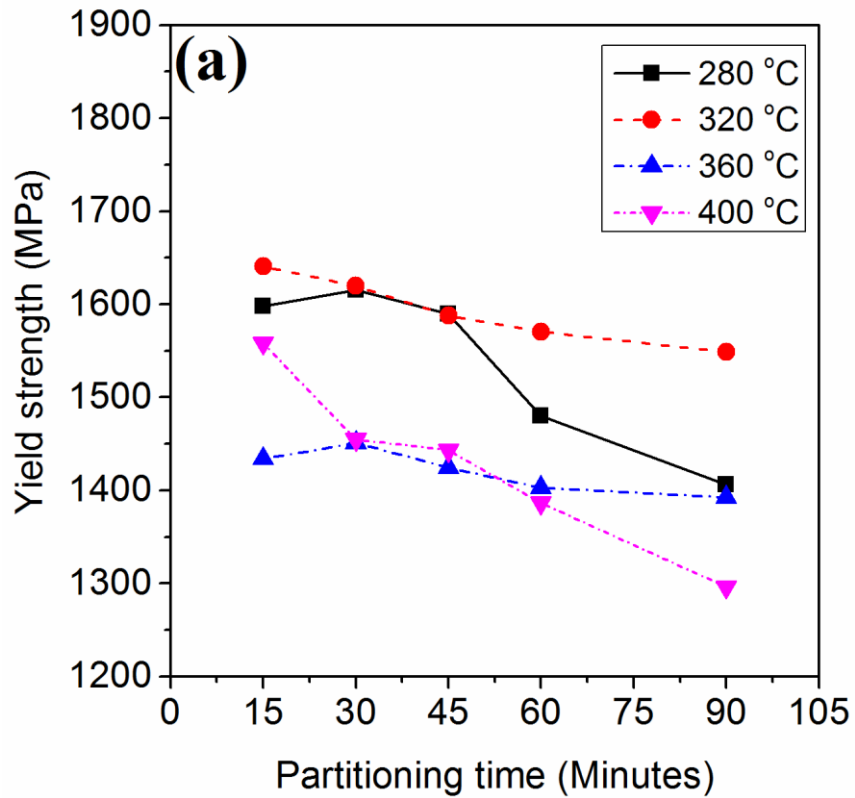 (a)
280 °C
320 °C
360 °C
400 °C
Yield strength (MPa)
1900
1800
1700
1600
1500
1400
1300
1200
0 15 30 45 60 75 90 105
Partitioning time (Minutes)